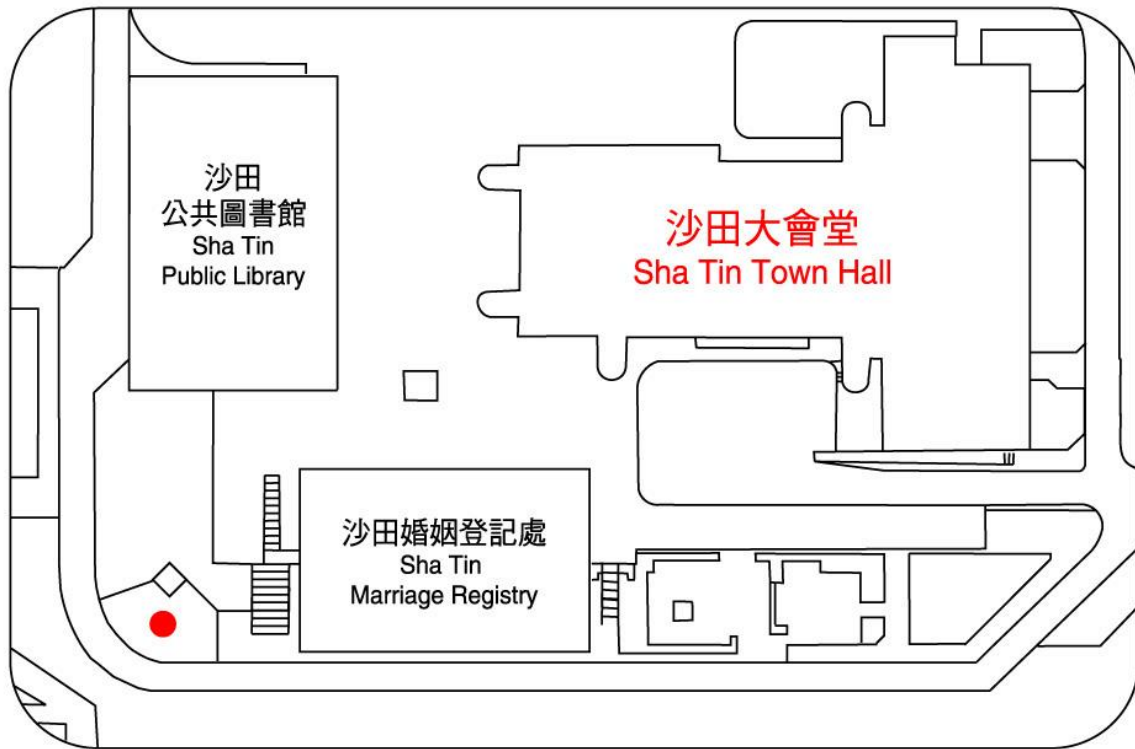 沙田
公共圖書館
Sha Tin
Public Library
沙田大會堂
Sha Tin Town Hall
沙田婚姻登記處
Sha Tin
Marriage Registry